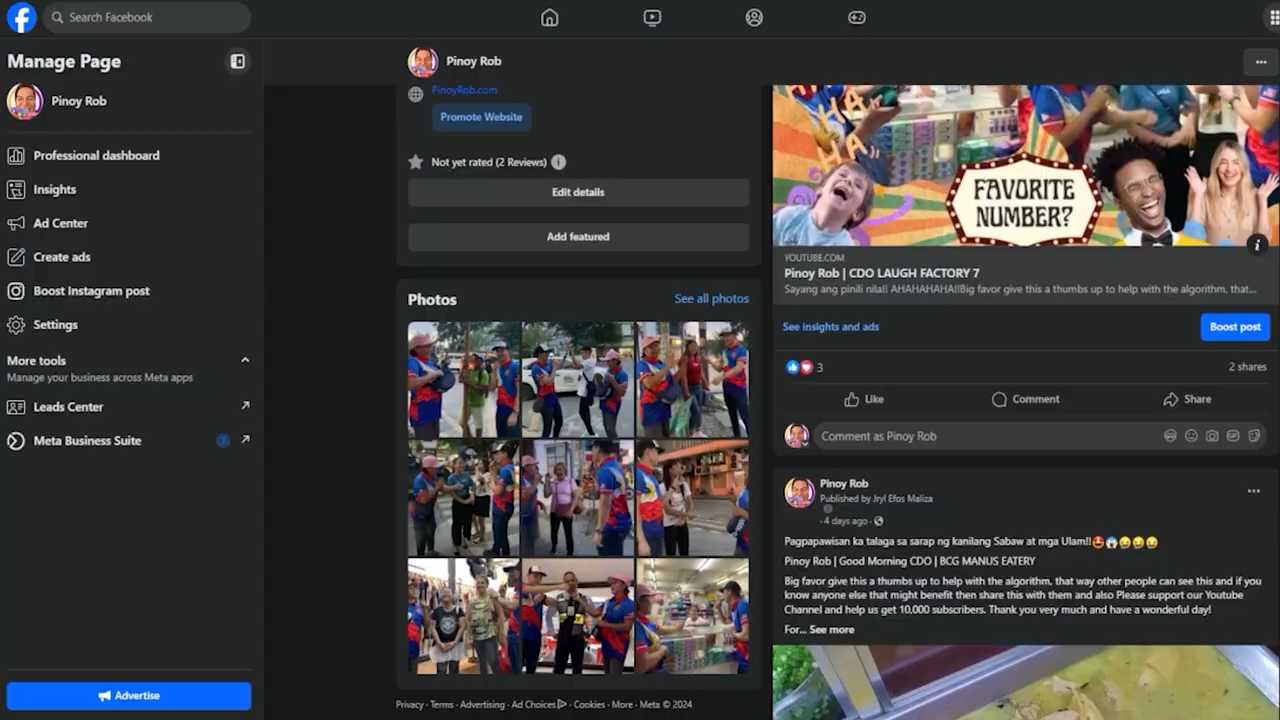 Search Facebook
Manage Page
Pinoy Rob
Professional dashboard
Insights
Ad Center
Create ads
Boost Instagram post
Settings
More tools
Manage your business across Meta apps
Leads Center
Meta Business Suite
Advertise
Pinoy Rob
PinoyRob.com
Promote Website
Not yet rated (2 Reviews)
Edit details
Add featured
Photos
See all photos
Privacy · Terms · Advertising · Ad Choices · Cookies · More · Meta © 2024
HA
HA"
FAVORITE
NUMBER?
YOUTUBE.COM
Pinoy Rob | CDO LAUGH FACTORY 7
Sayang ang pinili nila!! AHAHAHAHA!!Big favor give this a thumbs up to help with the algorithm, that...
See insights and ads
Boost post
3
2 shares
Like
Comment
Share
Comment as Pinoy Rob
Pinoy Rob
Published by Jryl Efos Maliza
· 4 days ago ·
Pagpapawisan ka talaga sa sarap ng kanilang Sabaw at mga Ulam!!🤩😱😂😂😂
Pinoy Rob | Good Morning CDO | BCG MANUS EATERY
Big favor give this a thumbs up to help with the algorithm, that way other people can see this and if you
know anyone else that might benefit then share this with them and also Please support our Youtube
Channel and help us get 10,000 subscribers. Thank you very much and have a wonderful day!
For... See more